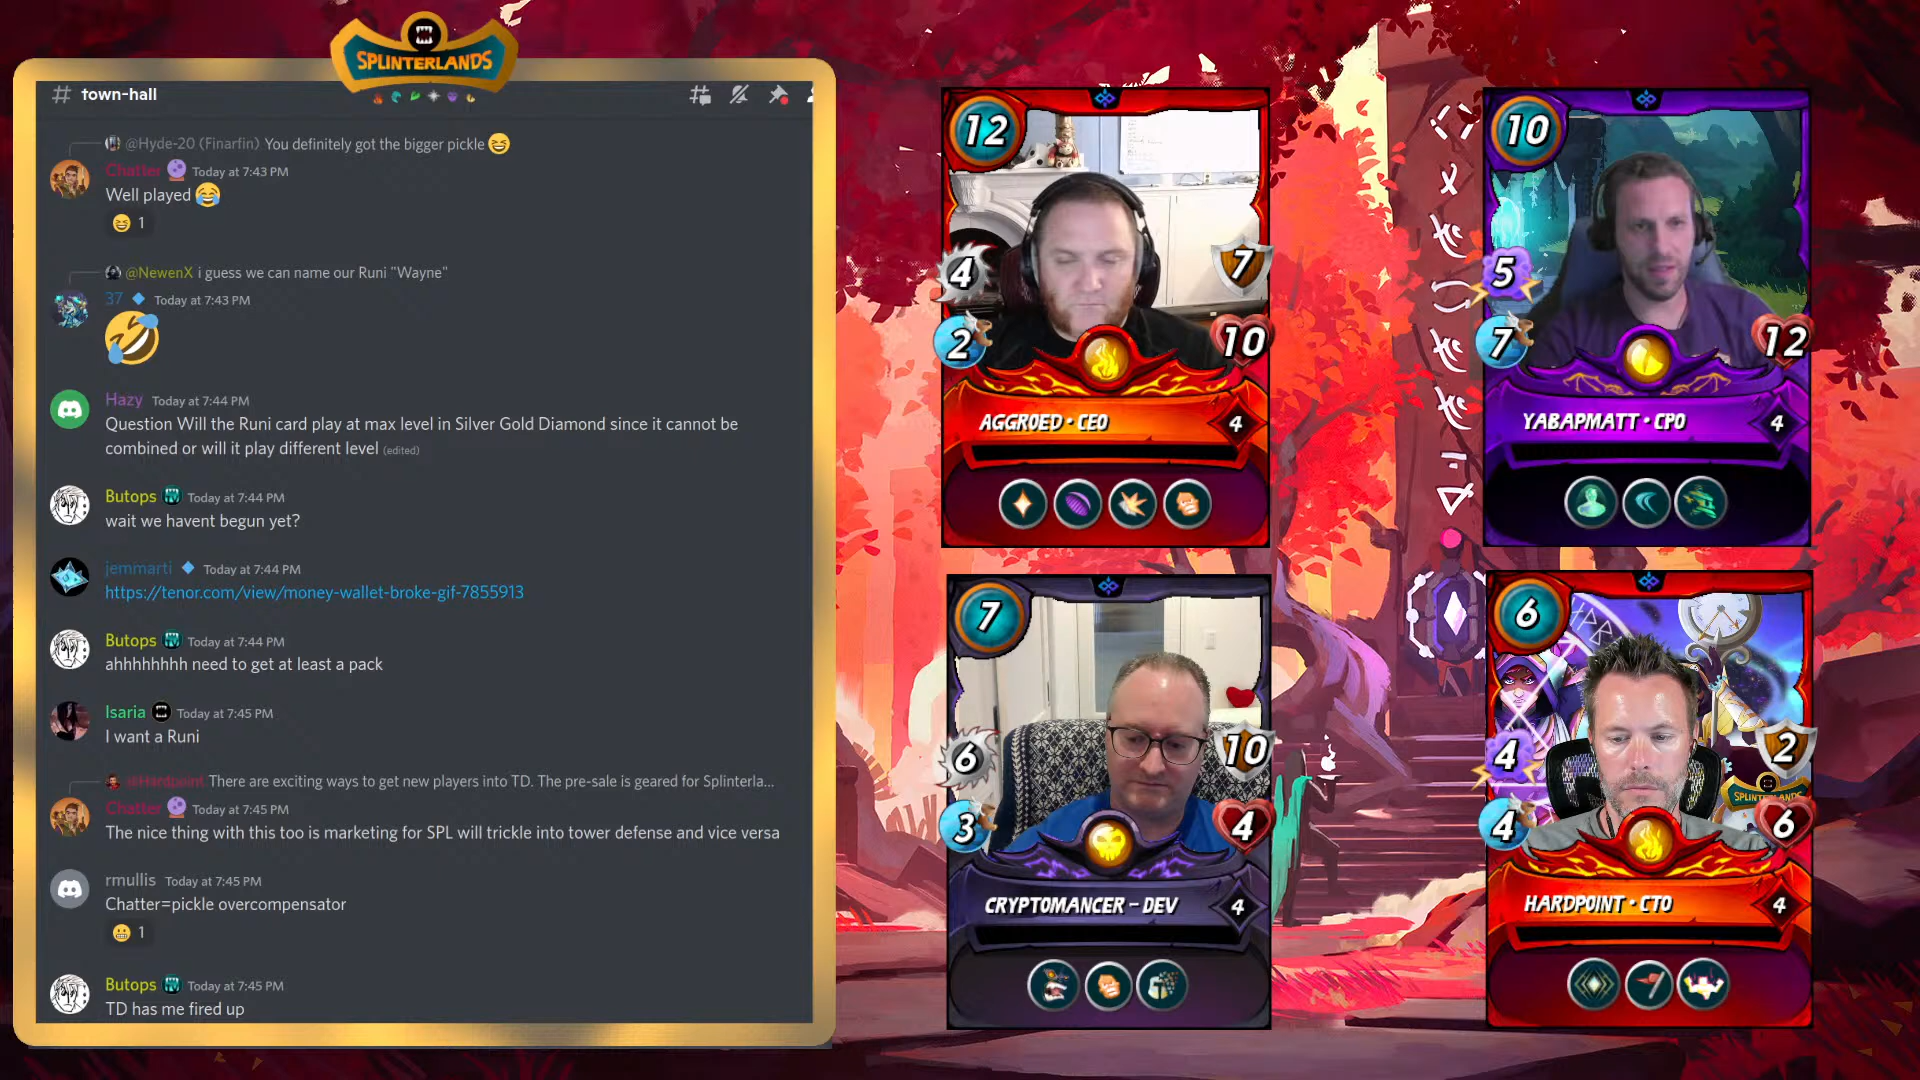 SPLINTERLANDS
# town-hall
@Hyde-20 (Finarfin) You definitely got the bigger pickle
Chatter Today at 7:43 PM
Well played
1
@NewenX i guess we can name our Runi "Wayne"
37 Today at 7:43 PM
Hazy Today at 7:44 PM
Question Will the Runi card play at max level in Silver Gold Diamond since it cannot be
combined or will it play different level (edited)
Butops Today at 7:44 PM
wait we havent begun yet?
jemmarti Today at 7:44 PM
https://tenor.com/view/money-wallet-broke-gif-7855913
Butops Today at 7:44 PM
ahhhhhhhh need to get at least a pack
Isaria Today at 7:45 PM
I want a Runi
@Hardpoint There are exciting ways to get new players into TD. The pre-sale is geared for Splinterla...
Chatter Today at 7:45 PM
The nice thing with this too is marketing for SPL will trickle into tower defense and vice versa
rmullis Today at 7:45 PM
Chatter=pickle overcompensator
1
Butops Today at 7:45 PM
TD has me fired up
12
4
7
2
10
AGGROED • CEO
4
10
5
7
12
YABAPMATT • CPO
4
7
6
10
3
4
CRYPTOMANCER - DEV
4
6
4
2
SPLINTERLANDS
4
6
HARDPOINT • CTO
4